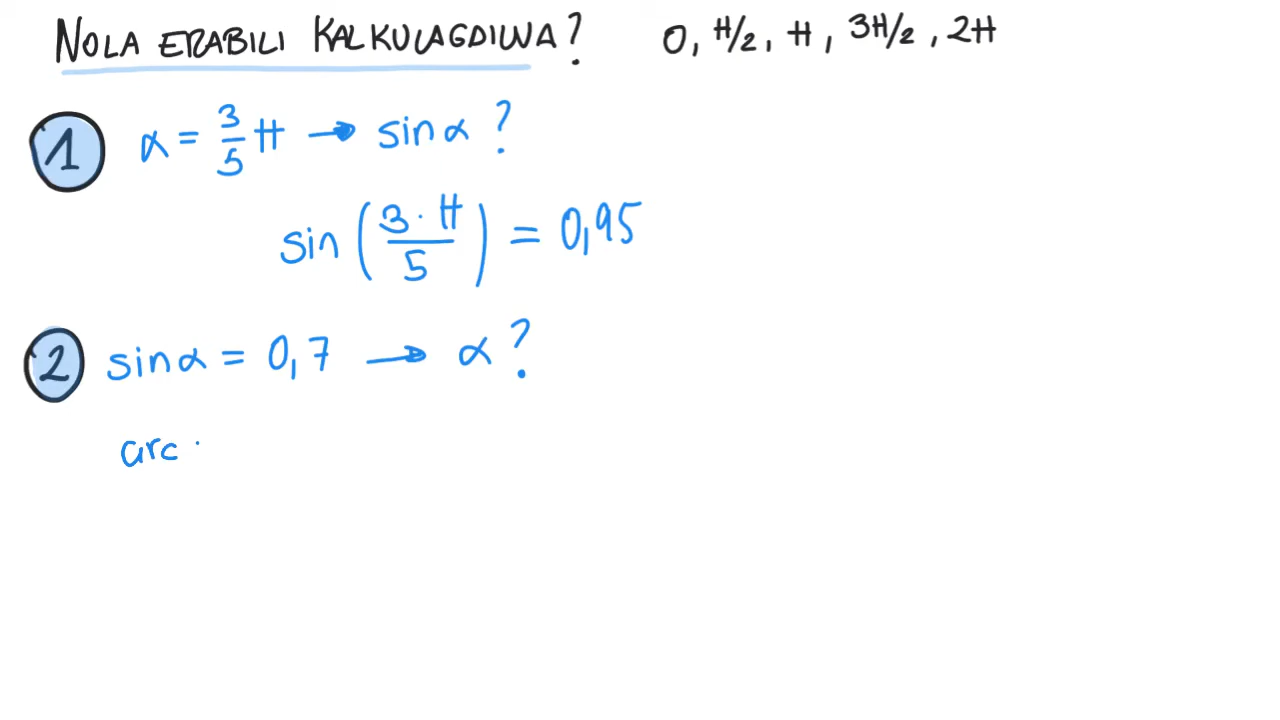 NOLA ERABILI KALKULAGAILUA? 0, π/2, π, 3π/2, 2π
1 α = 3/5 π → sin α ?
sin (3·π/5) = 0,95
2 sin α = 0,7 → α ?
arc